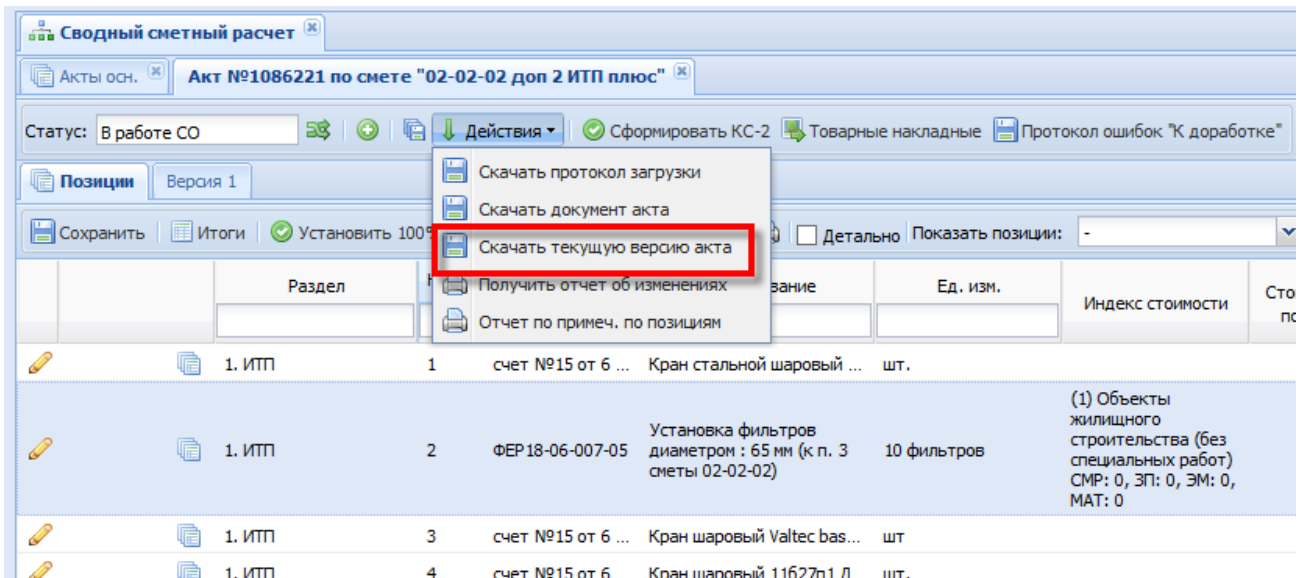 Сводный сметный расчет
Акты осн. Акт №1086221 по смете "02-02-02 доп 2 ИТП плюс"
Статус: В работе СО Действия Сформировать КС-2 Товарные накладные Протокол ошибок "К доработке"
Позиции Версия 1
Скачать протокол загрузки
Скачать документ акта
Сохранить Итоги Установить 100% Детально Показать позиции: -
Скачать текущую версию акта
Получить отчет об изменениях
Отчет по примеч. по позициям
Раздел Н вание Ед. изм. Индекс стоимости Сто
по
1. ИТП 1 счет №15 от 6 ... Кран стальной шаровый ... шт.
1. ИТП 2 ФЕР18-06-007-05 Установка фильтров
диаметром : 65 мм (к п. 3
сметы 02-02-02) 10 фильтров (1) Объекты
жилищного
строительства (без
специальных работ)
СМР: 0, ЗП: 0, ЭМ: 0,
МАТ: 0
1. ИТП 3 счет №15 от 6 ... Кран шаровый Valtec bas... шт
1. ИТП 4 счет №15 от 6 Кран шаровый 11б27п1 Д шт.